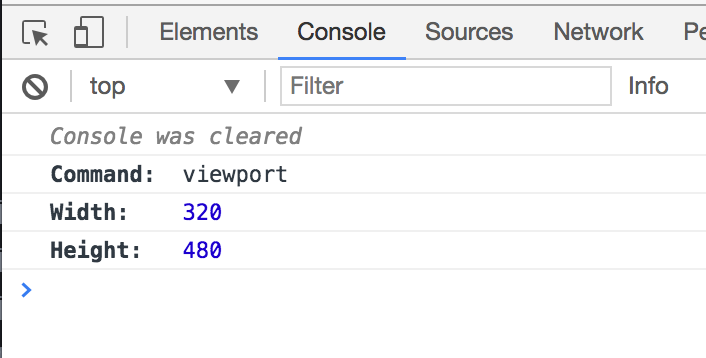 Elements Console Sources Network Pe
top Filter Info
Console was cleared
Command: viewport
Width: 320
Height: 480